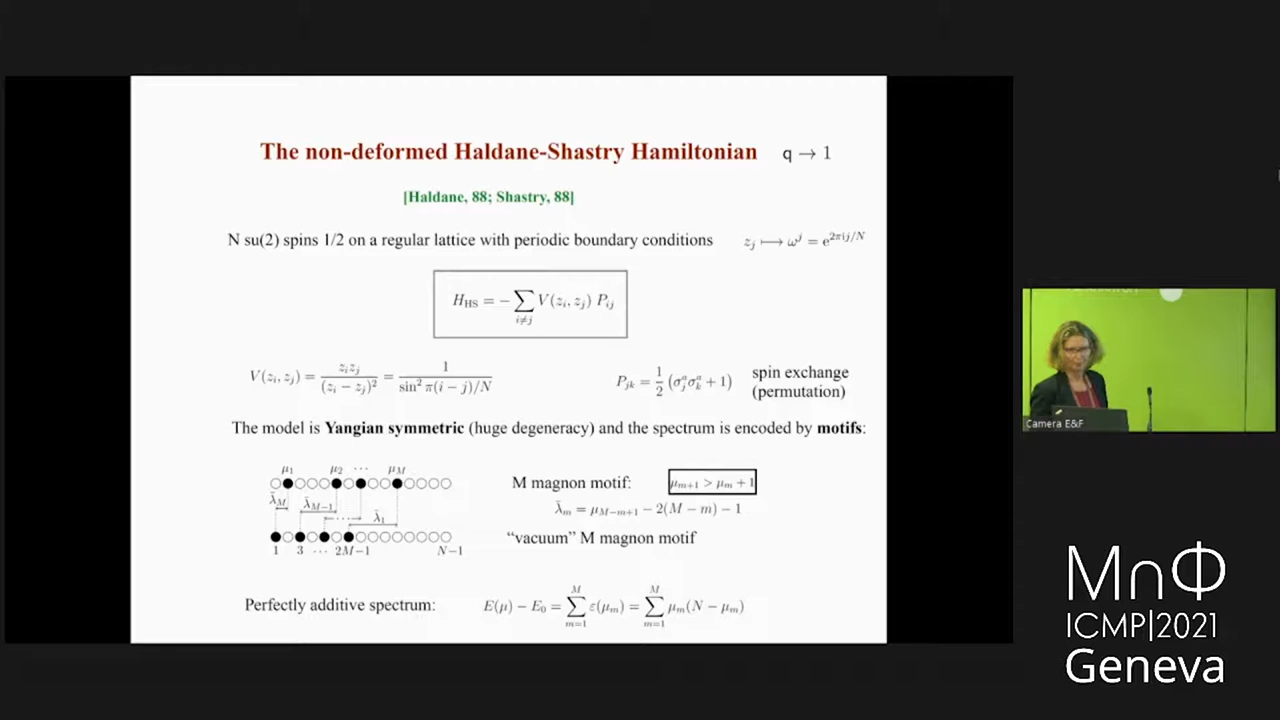 The non-deformed Haldane-Shastry Hamiltonian q → 1
[Haldane, 88; Shastry, 88]
N su(2) spins 1/2 on a regular lattice with periodic boundary conditions z_j ⟼ ω^j = e^{2πij/N}
H_HS = − ∑_{i≠j} V(z_i, z_j) P_ij
V(z_i, z_j) = z_i z_j / (z_i − z_j)² = 1 / sin² π(i − j)/N
P_jk = 1/2 (σ_j^a σ_k^a + 1) spin exchange
(permutation)
The model is Yangian symmetric (huge degeneracy) and the spectrum is encoded by motifs:
μ_1 μ_2 ⋯ μ_M
M magnon motif: μ_{m+1} > μ_m + 1
λ̄_M λ̄_{M−1} ⋯ λ̄_1
λ̄_m = μ_{M−m+1} − 2(M − m) − 1
“vacuum” M magnon motif
1 3 ⋯ 2M−1 N−1
Perfectly additive spectrum: E(μ) − E_0 = ∑_{m=1}^{M} ε(μ_m) = ∑_{m=1}^{M} μ_m(N − μ_m)
Camera E&F
M∩Φ
ICMP|2021
Geneva